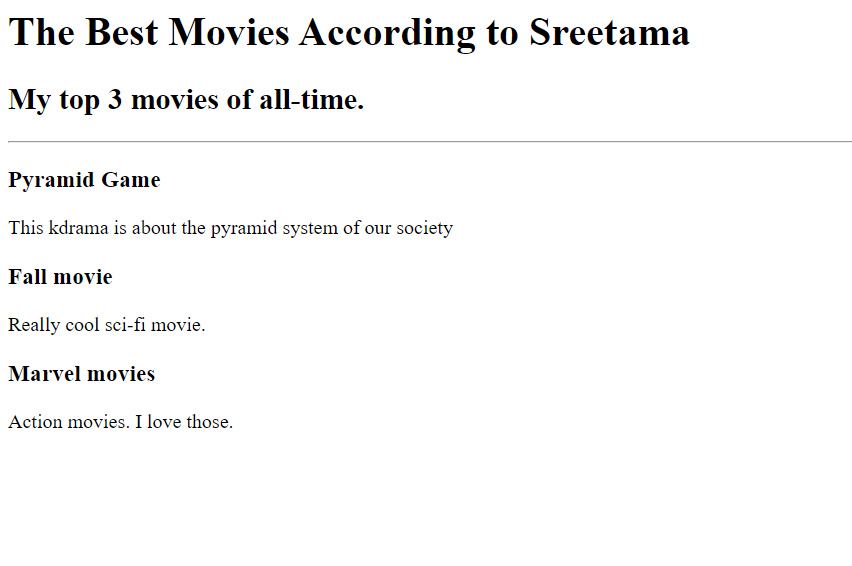 The Best Movies According to Sreetama
My top 3 movies of all-time.
Pyramid Game
This kdrama is about the pyramid system of our society
Fall movie
Really cool sci-fi movie.
Marvel movies
Action movies. I love those.